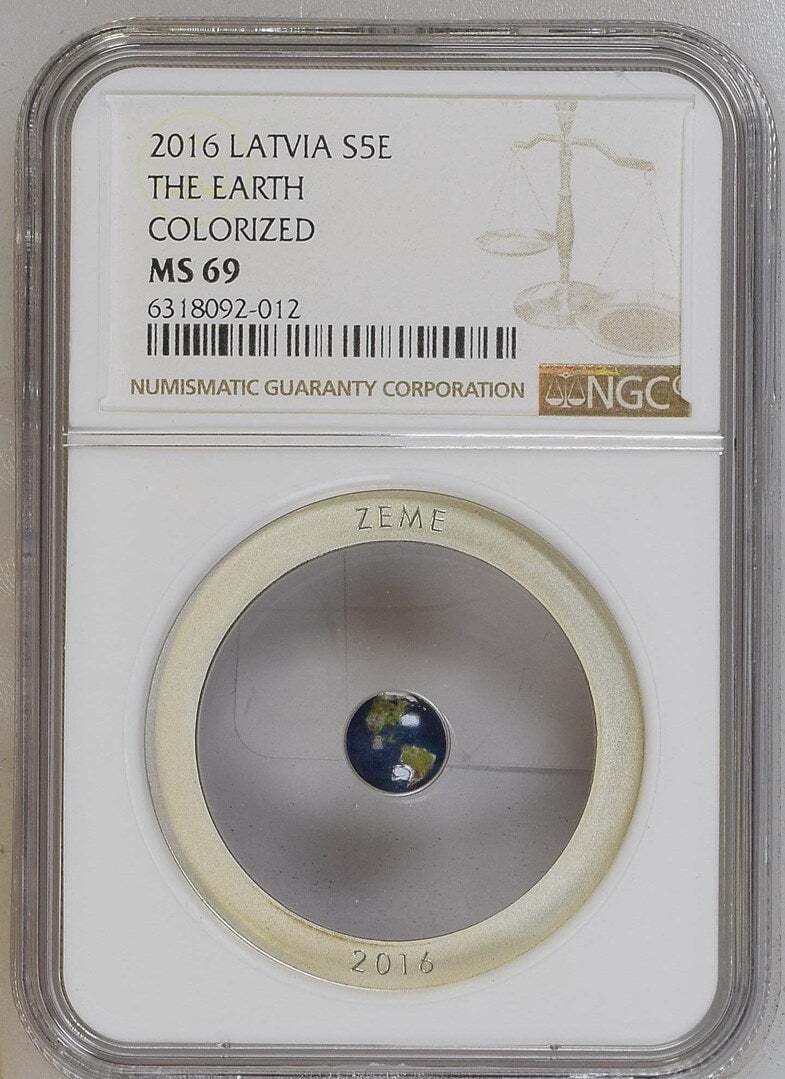 2016 LATVIA S5E
THE EARTH
COLORIZED
MS 69
6318092-012
NUMISMATIC GUARANTY CORPORATION
NGC
ZEME
2016